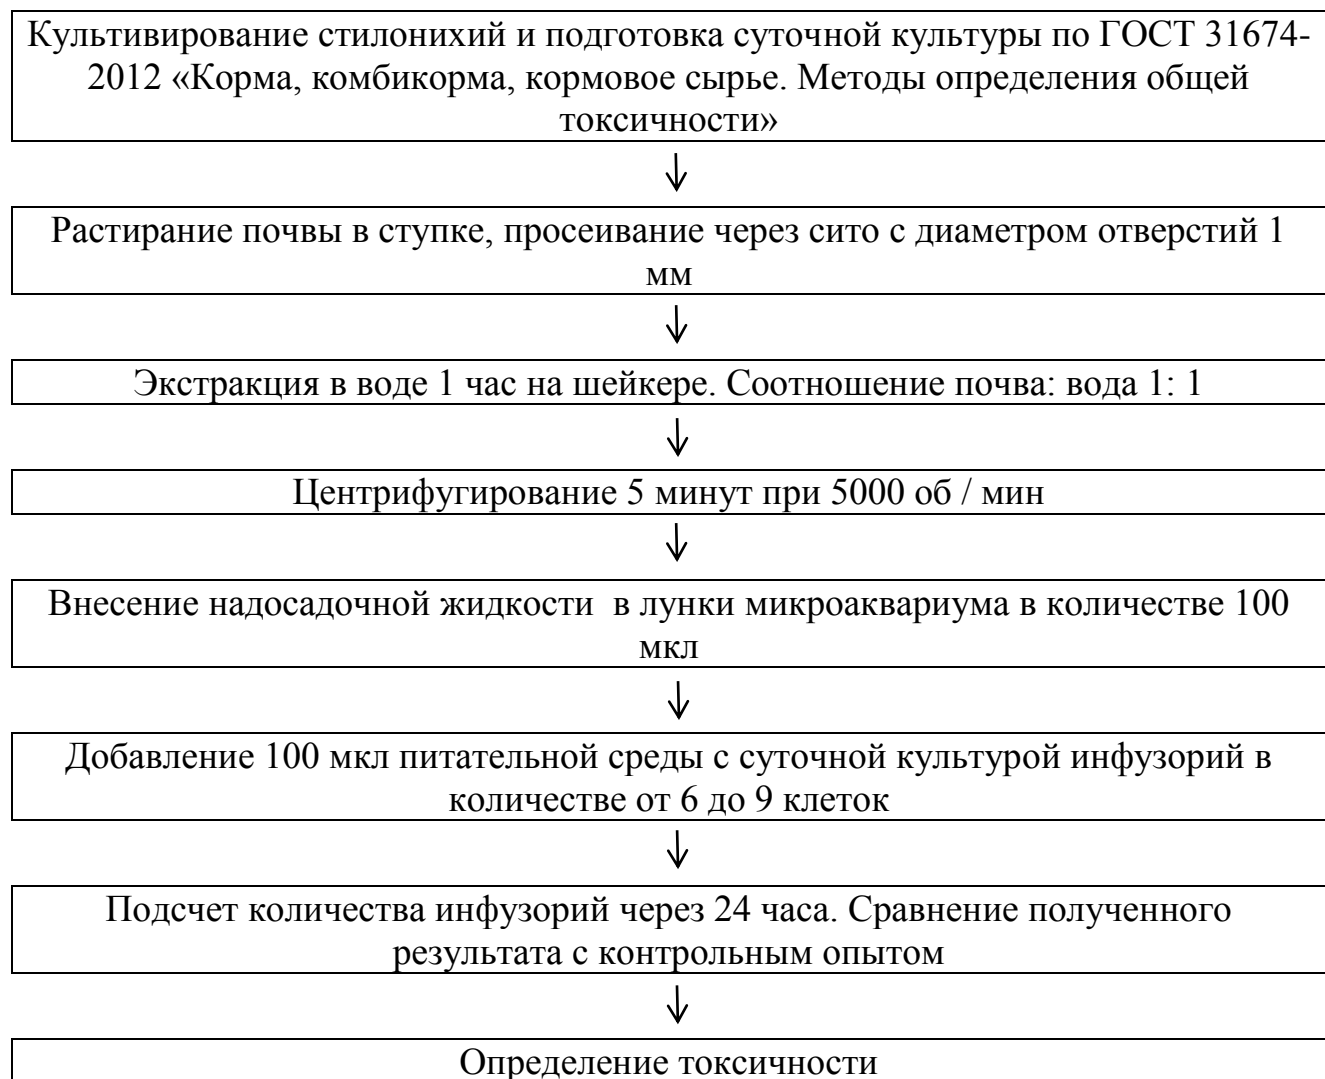 Культивирование стилонихий и подготовка суточной культуры по ГОСТ 31674-
2012 «Корма, комбикорма, кормовое сырье. Методы определения общей
токсичности»
Растирание почвы в ступке, просеивание через сито с диаметром отверстий 1
мм
Экстракция в воде 1 час на шейкере. Соотношение почва: вода 1: 1
Центрифугирование 5 минут при 5000 об / мин
Внесение надосадочной жидкости в лунки микроаквариума в количестве 100
мкл
Добавление 100 мкл питательной среды с суточной культурой инфузорий в
количестве от 6 до 9 клеток
Подсчет количества инфузорий через 24 часа. Сравнение полученного
результата с контрольным опытом
Определение токсичности